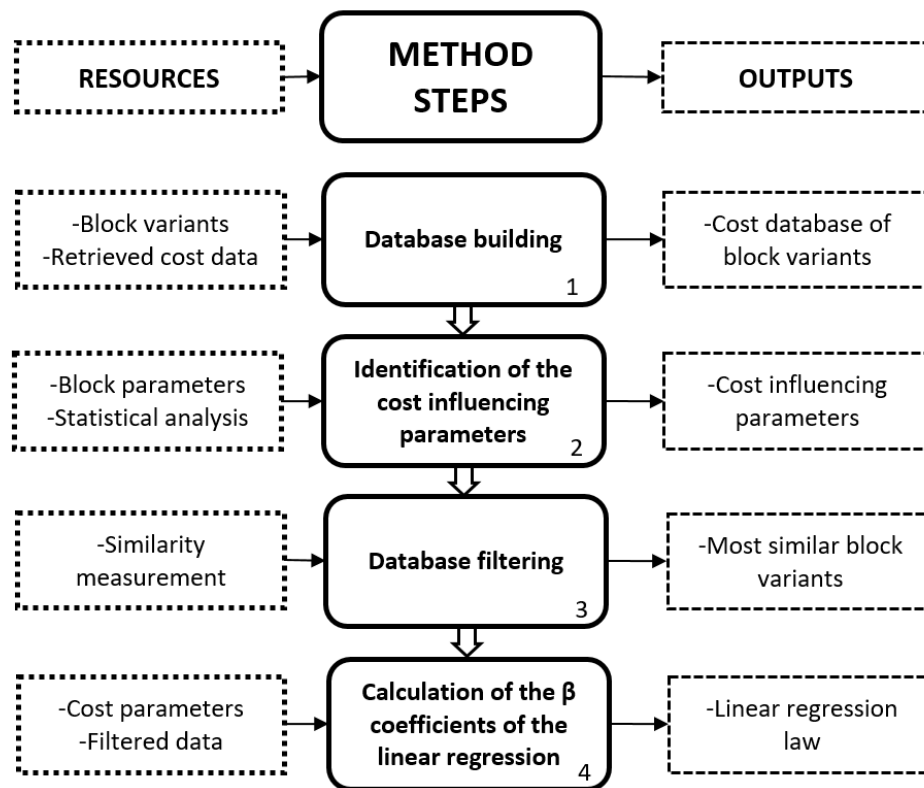 RESOURCES
METHOD
STEPS
OUTPUTS
-Block variants
-Retrieved cost data
Database building
1
-Cost database of
block variants
-Block parameters
-Statistical analysis
Identification of the
cost influencing
parameters
2
-Cost influencing
parameters
-Similarity
measurement
Database filtering
3
-Most similar block
variants
-Cost parameters
-Filtered data
Calculation of the β
coefficients of the
linear regression
4
-Linear regression
law